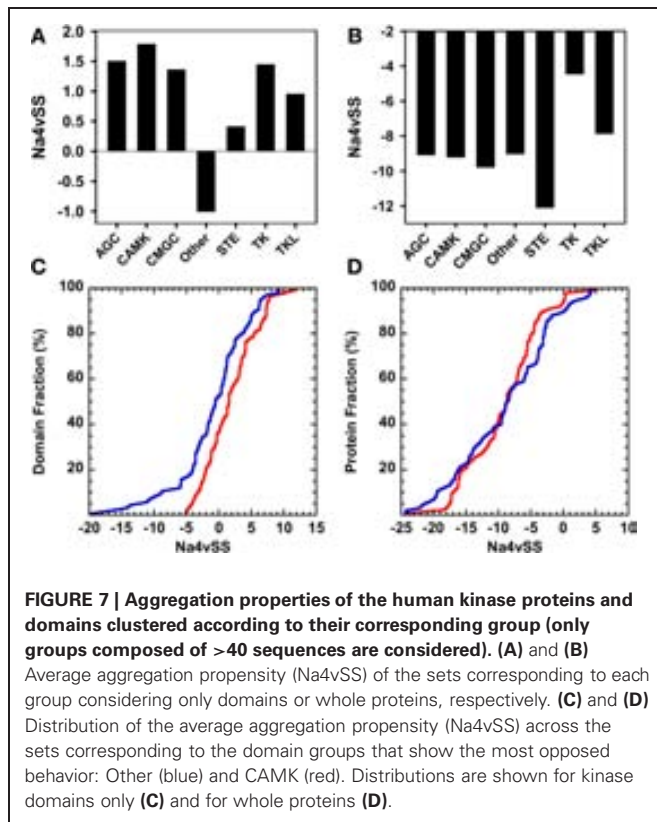 A
B
2.0
1.5
1.0
0.5
0.0
-0.5
-1.0
Na4vSS
AGC
CAMK
CMGC
Other
STE
TK
TKL
-2
-4
-6
-8
-10
-12
Na4vSS
AGC
CAMK
CMGC
Other
STE
TK
TKL
C
D
100
80
60
40
20
Domain Fraction (%)
-20 -15 -10 -5 0 5 10 15
Na4vSS
100
80
60
40
20
Protein Fraction (%)
-25 -20 -15 -10 -5 0 5
Na4vSS
FIGURE 7 | Aggregation properties of the human kinase proteins and
domains clustered according to their corresponding group (only
groups composed of >40 sequences are considered). (A) and (B)
Average aggregation propensity (Na4vSS) of the sets corresponding to each
group considering only domains or whole proteins, respectively. (C) and (D)
Distribution of the average aggregation propensity (Na4vSS) across the
sets corresponding to the domain groups that show the most opposed
behavior: Other (blue) and CAMK (red). Distributions are shown for kinase
domains only (C) and for whole proteins (D).